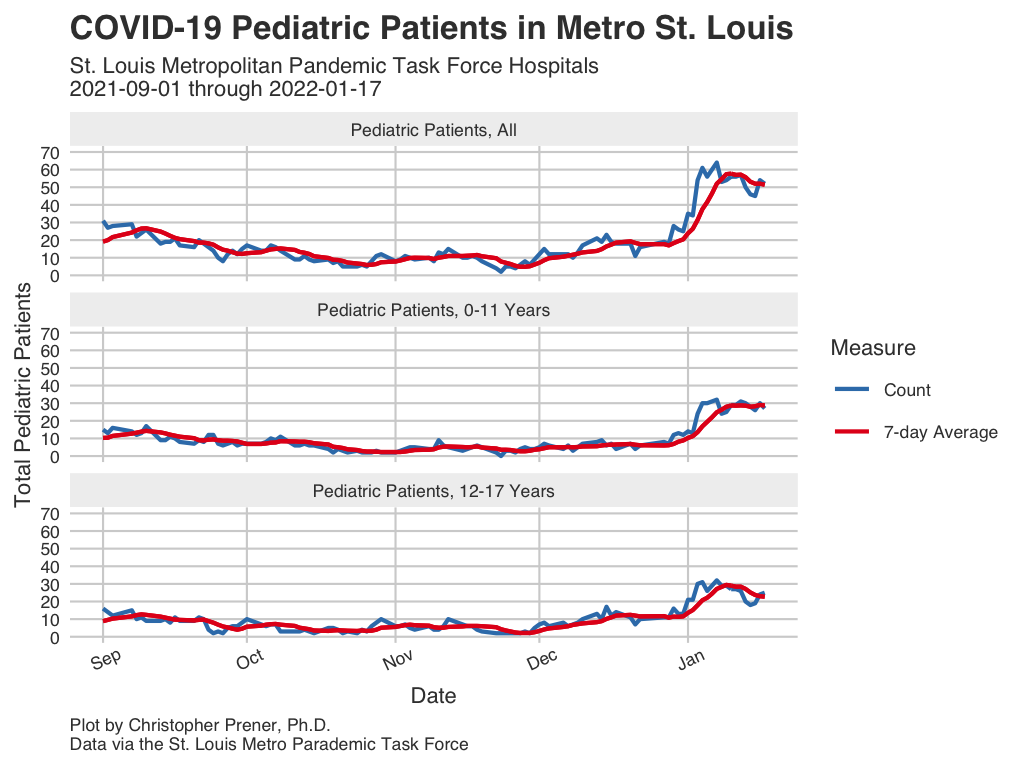 COVID-19 Pediatric Patients in Metro St. Louis
St. Louis Metropolitan Pandemic Task Force Hospitals
2021-09-01 through 2022-01-17
Total Pediatric Patients
Pediatric Patients, All
70
60
50
40
30
20
10
0
Pediatric Patients, 0-11 Years
70
60
50
40
30
20
10
0
Pediatric Patients, 12-17 Years
70
60
50
40
30
20
10
0
Sep Oct Nov Dec Jan
Date
Measure
Count
7-day Average
Plot by Christopher Prener, Ph.D.
Data via the St. Louis Metro Parademic Task Force